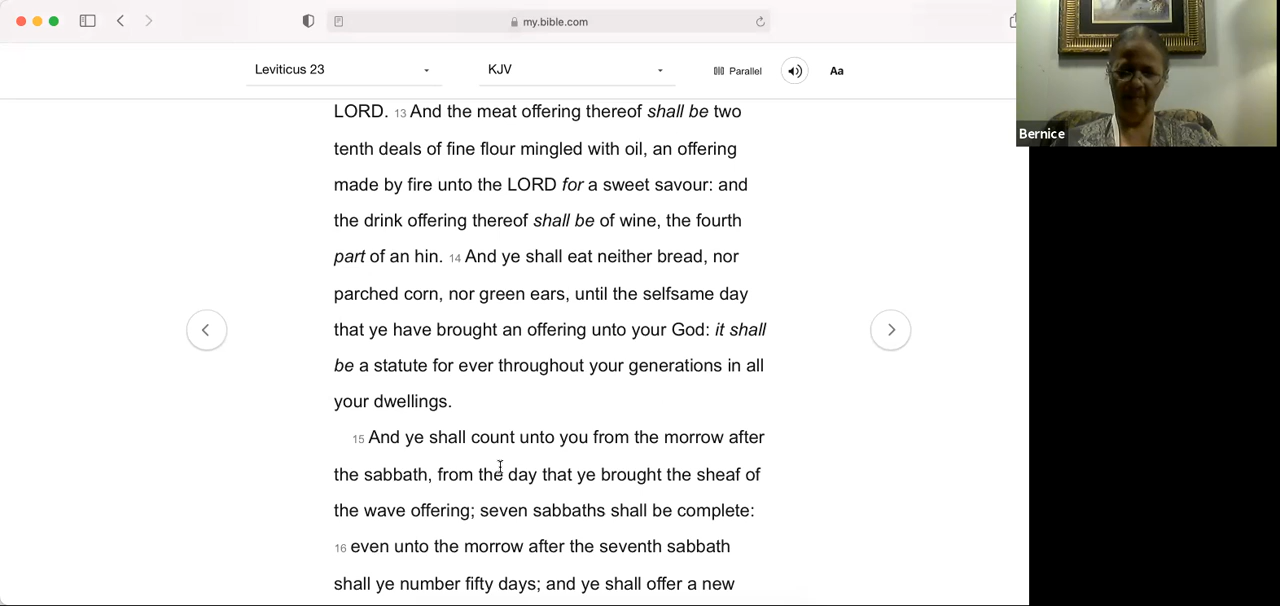 my.bible.com
Leviticus 23
KJV
Parallel
Aa
LORD. 13 And the meat offering thereof shall be two
tenth deals of fine flour mingled with oil, an offering
made by fire unto the LORD for a sweet savour: and
the drink offering thereof shall be of wine, the fourth
part of an hin. 14 And ye shall eat neither bread, nor
parched corn, nor green ears, until the selfsame day
that ye have brought an offering unto your God: it shall
be a statute for ever throughout your generations in all
your dwellings.
15 And ye shall count unto you from the morrow after
the sabbath, from the day that ye brought the sheaf of
the wave offering; seven sabbaths shall be complete:
16 even unto the morrow after the seventh sabbath
shall ye number fifty days; and ye shall offer a new
Bernice